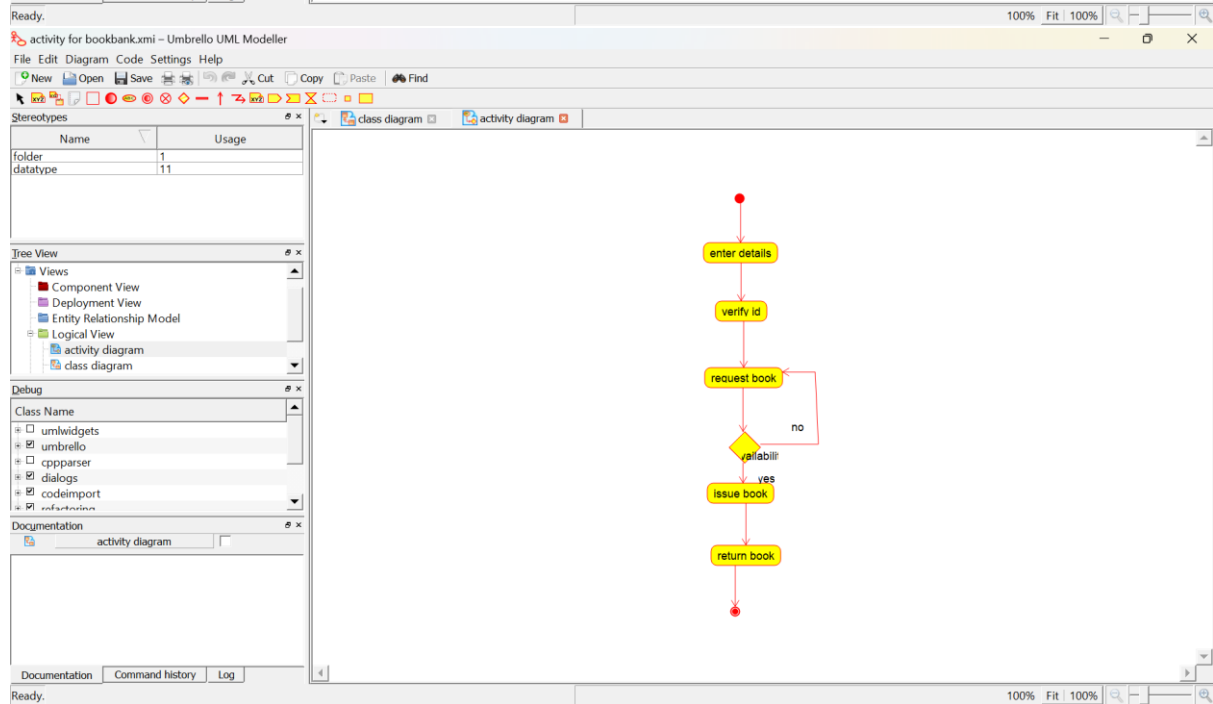 Ready.
100% Fit 100%
activity for bookbank.xmi – Umbrello UML Modeller
File Edit Diagram Code Settings Help
New Open Save Cut Copy Paste Find
Stereotypes
class diagram activity diagram
Name Usage
folder 1
datatype 11
Tree View
Views
Component View
Deployment View
Entity Relationship Model
Logical View
activity diagram
class diagram
Debug
Class Name
umlwidgets
umbrello
cppparser
dialogs
codeimport
refactoring
Documentation
activity diagram
Documentation Command history Log
enter details
verify id
request book
no
vailabili
yes
issue book
return book
Ready.
100% Fit 100%